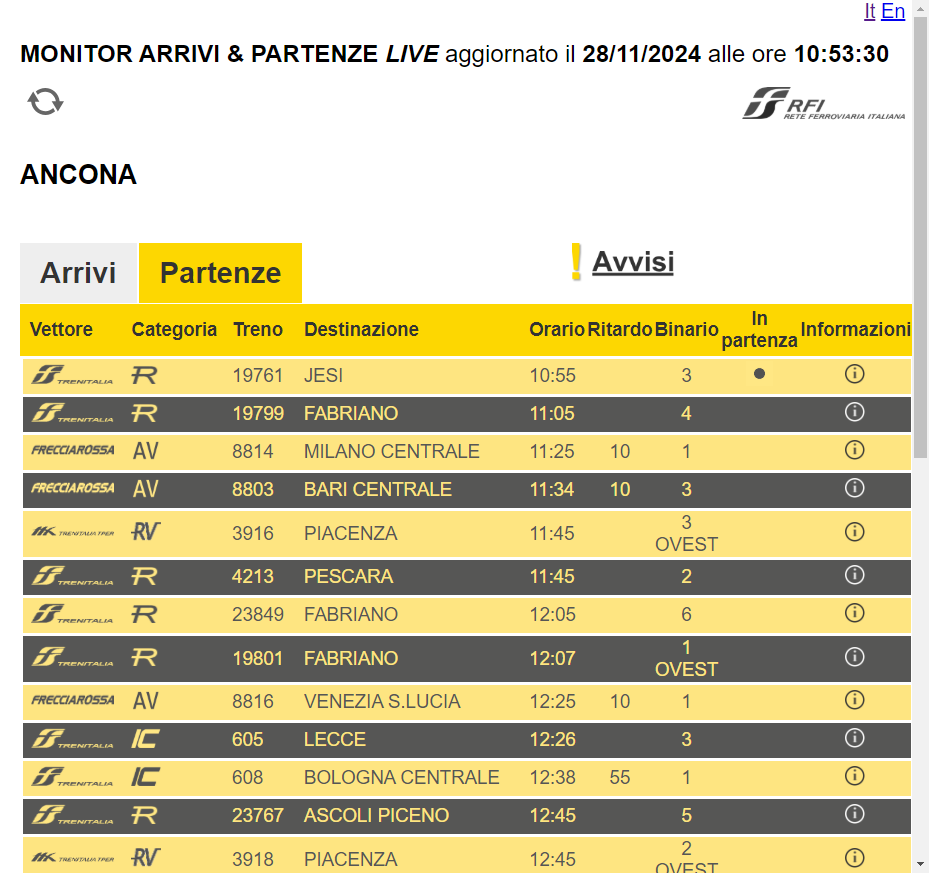 It En
MONITOR ARRIVI & PARTENZE LIVE aggiornato il 28/11/2024 alle ore 10:53:30
RFI
RETE FERROVIARIA ITALIANA
ANCONA
Arrivi Partenze ! Avvisi
Vettore Categoria Treno Destinazione Orario Ritardo Binario In partenza Informazioni
TRENITALIA R 19761 JESI 10:55 3
TRENITALIA R 19799 FABRIANO 11:05 4
FRECCIAROSSA AV 8814 MILANO CENTRALE 11:25 10 1
FRECCIAROSSA AV 8803 BARI CENTRALE 11:34 10 3
TRENITALIA TPER RV 3916 PIACENZA 11:45 3 OVEST
TRENITALIA R 4213 PESCARA 11:45 2
TRENITALIA R 23849 FABRIANO 12:05 6
TRENITALIA R 19801 FABRIANO 12:07 1 OVEST
FRECCIAROSSA AV 8816 VENEZIA S.LUCIA 12:25 10 1
TRENITALIA IC 605 LECCE 12:26 3
TRENITALIA IC 608 BOLOGNA CENTRALE 12:38 55 1
TRENITALIA R 23767 ASCOLI PICENO 12:45 5
TRENITALIA TPER RV 3918 PIACENZA 12:45 2 OVEST